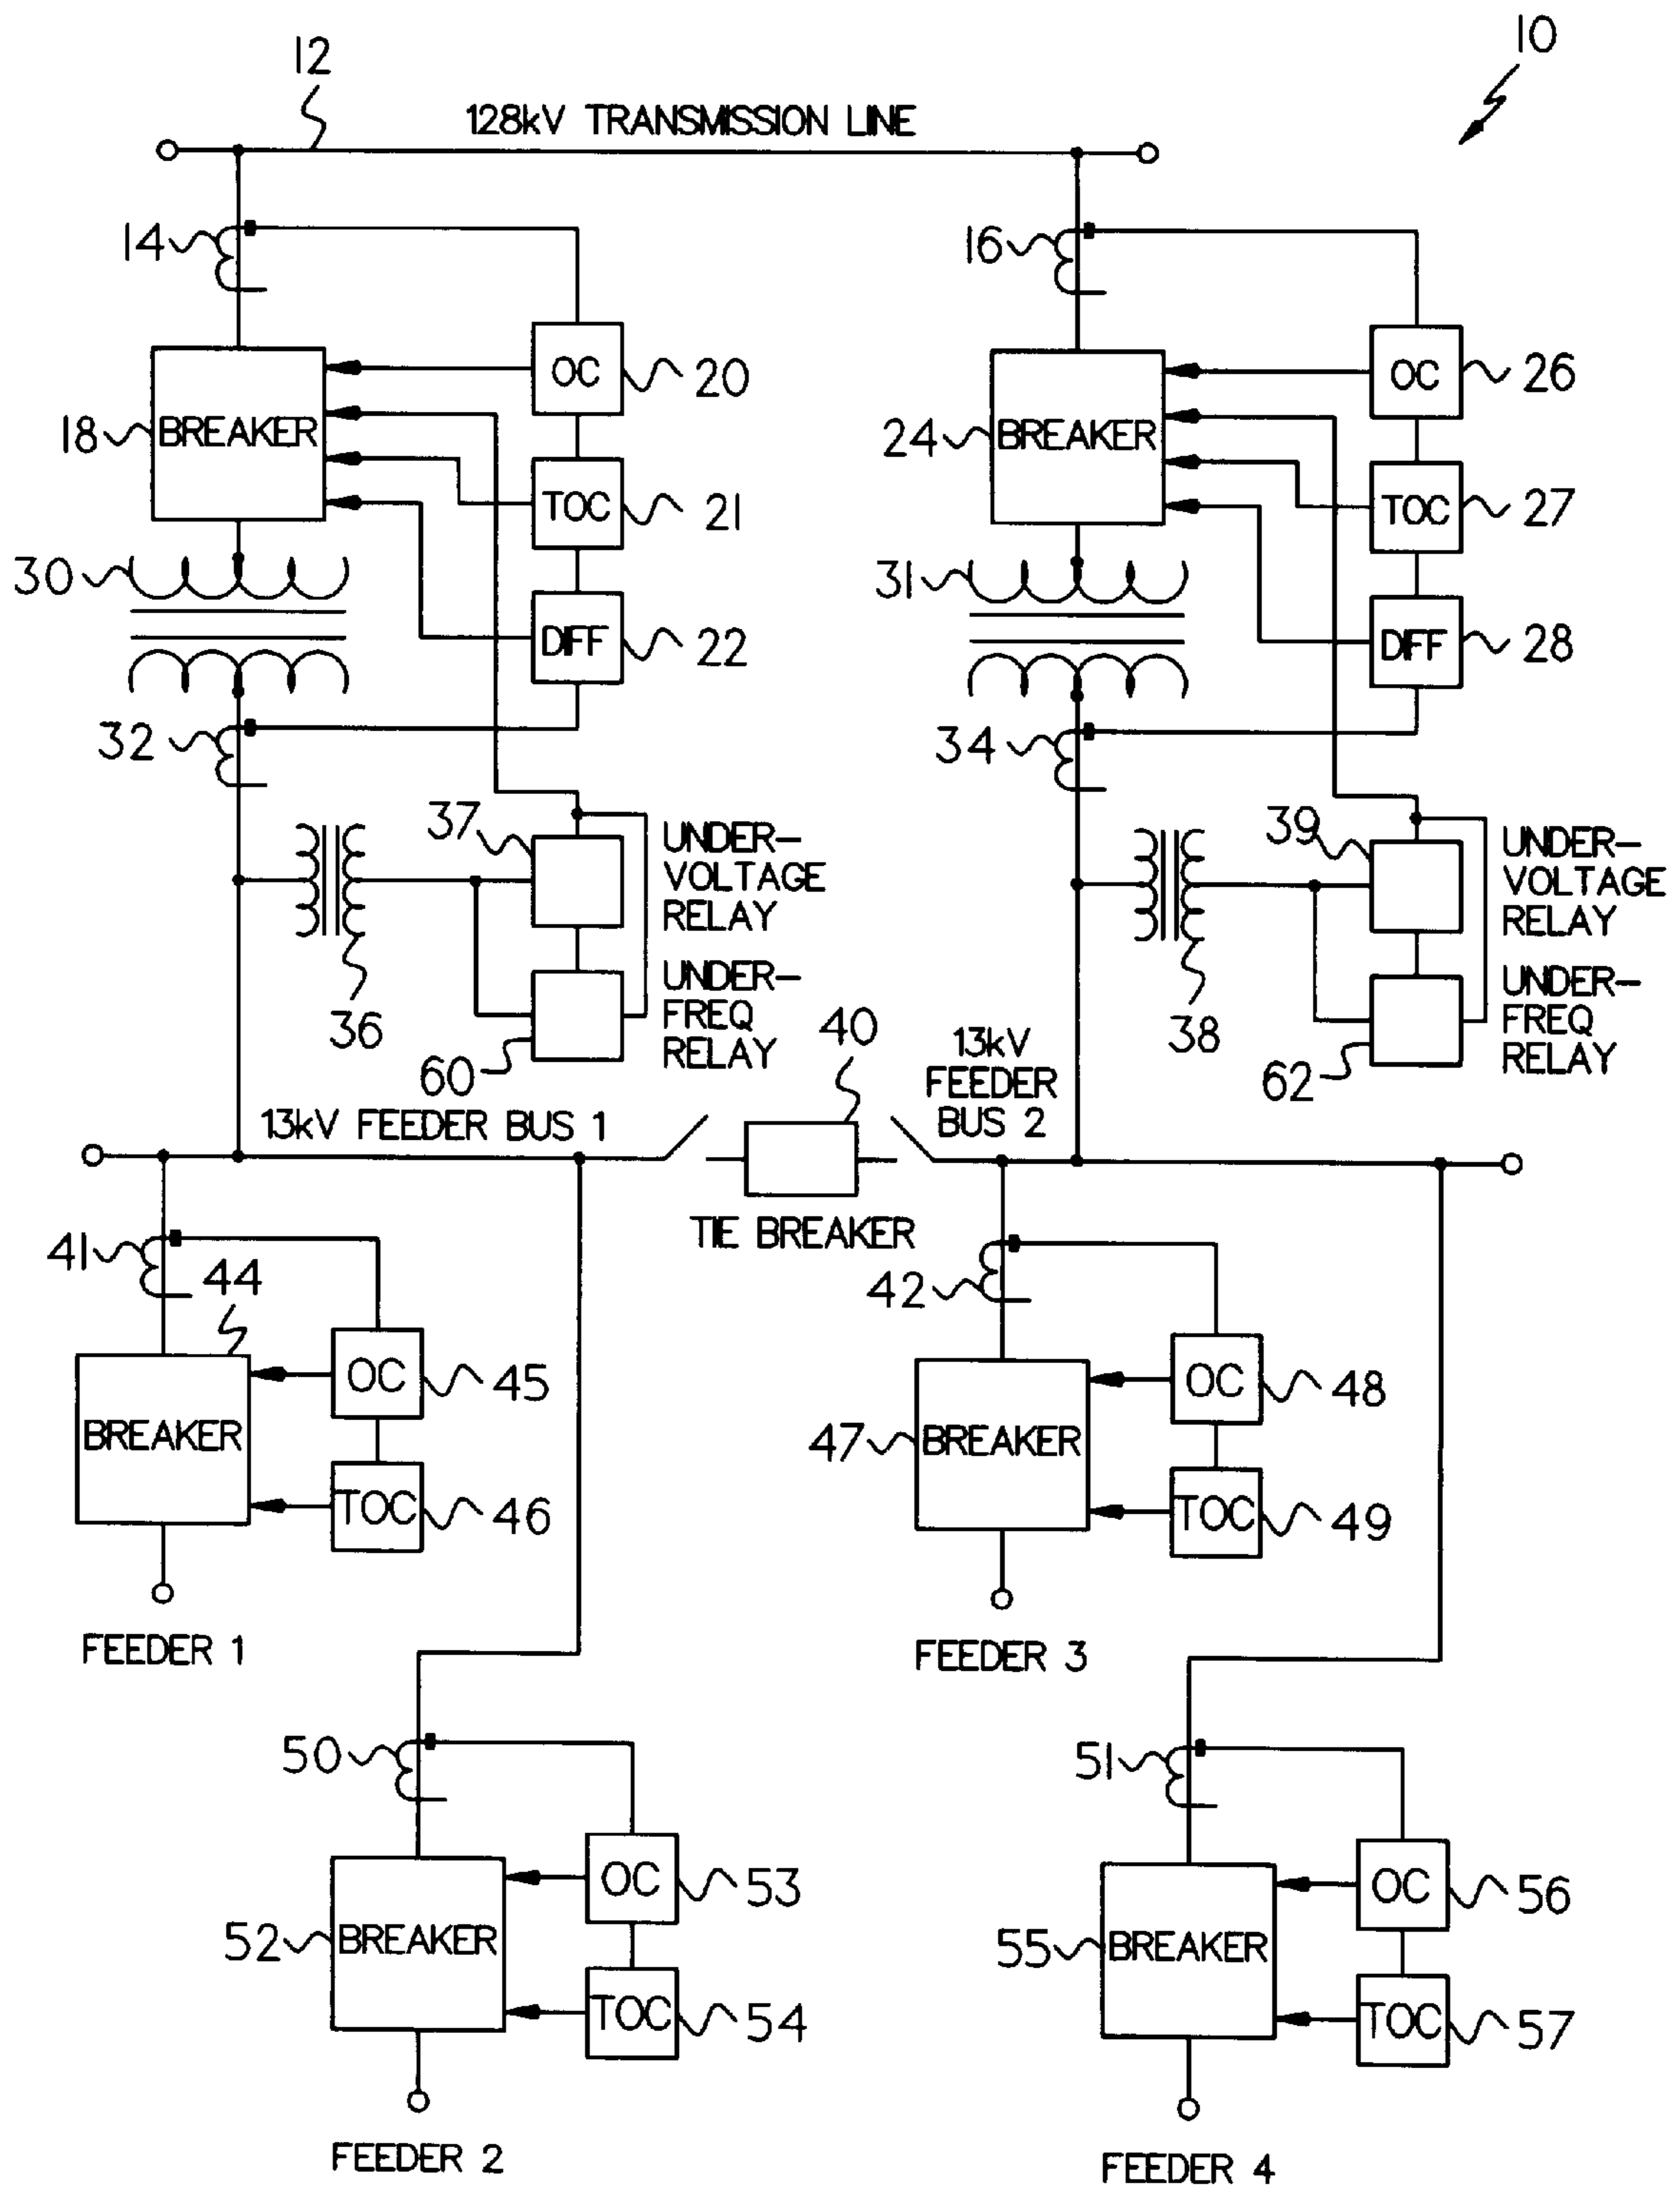 10
12
128kV TRANSMISSION LINE
14
16
OC
20
OC
26
18
BREAKER
24
BREAKER
TOC
21
TOC
27
30
31
DIFF
22
DIFF
28
32
34
37
UNDER-
VOLTAGE
RELAY
39
UNDER-
VOLTAGE
RELAY
36
UNDER-
FREQ
RELAY
60
38
UNDER-
FREQ
RELAY
62
40
13kV
FEEDER
BUS 2
13kV FEEDER BUS 1
TIE BREAKER
41
44
42
OC
45
OC
48
BREAKER
47
BREAKER
TOC
46
TOC
49
FEEDER 1
FEEDER 3
50
51
OC
53
OC
56
52
BREAKER
55
BREAKER
TOC
54
TOC
57
FEEDER 2
FEEDER 4